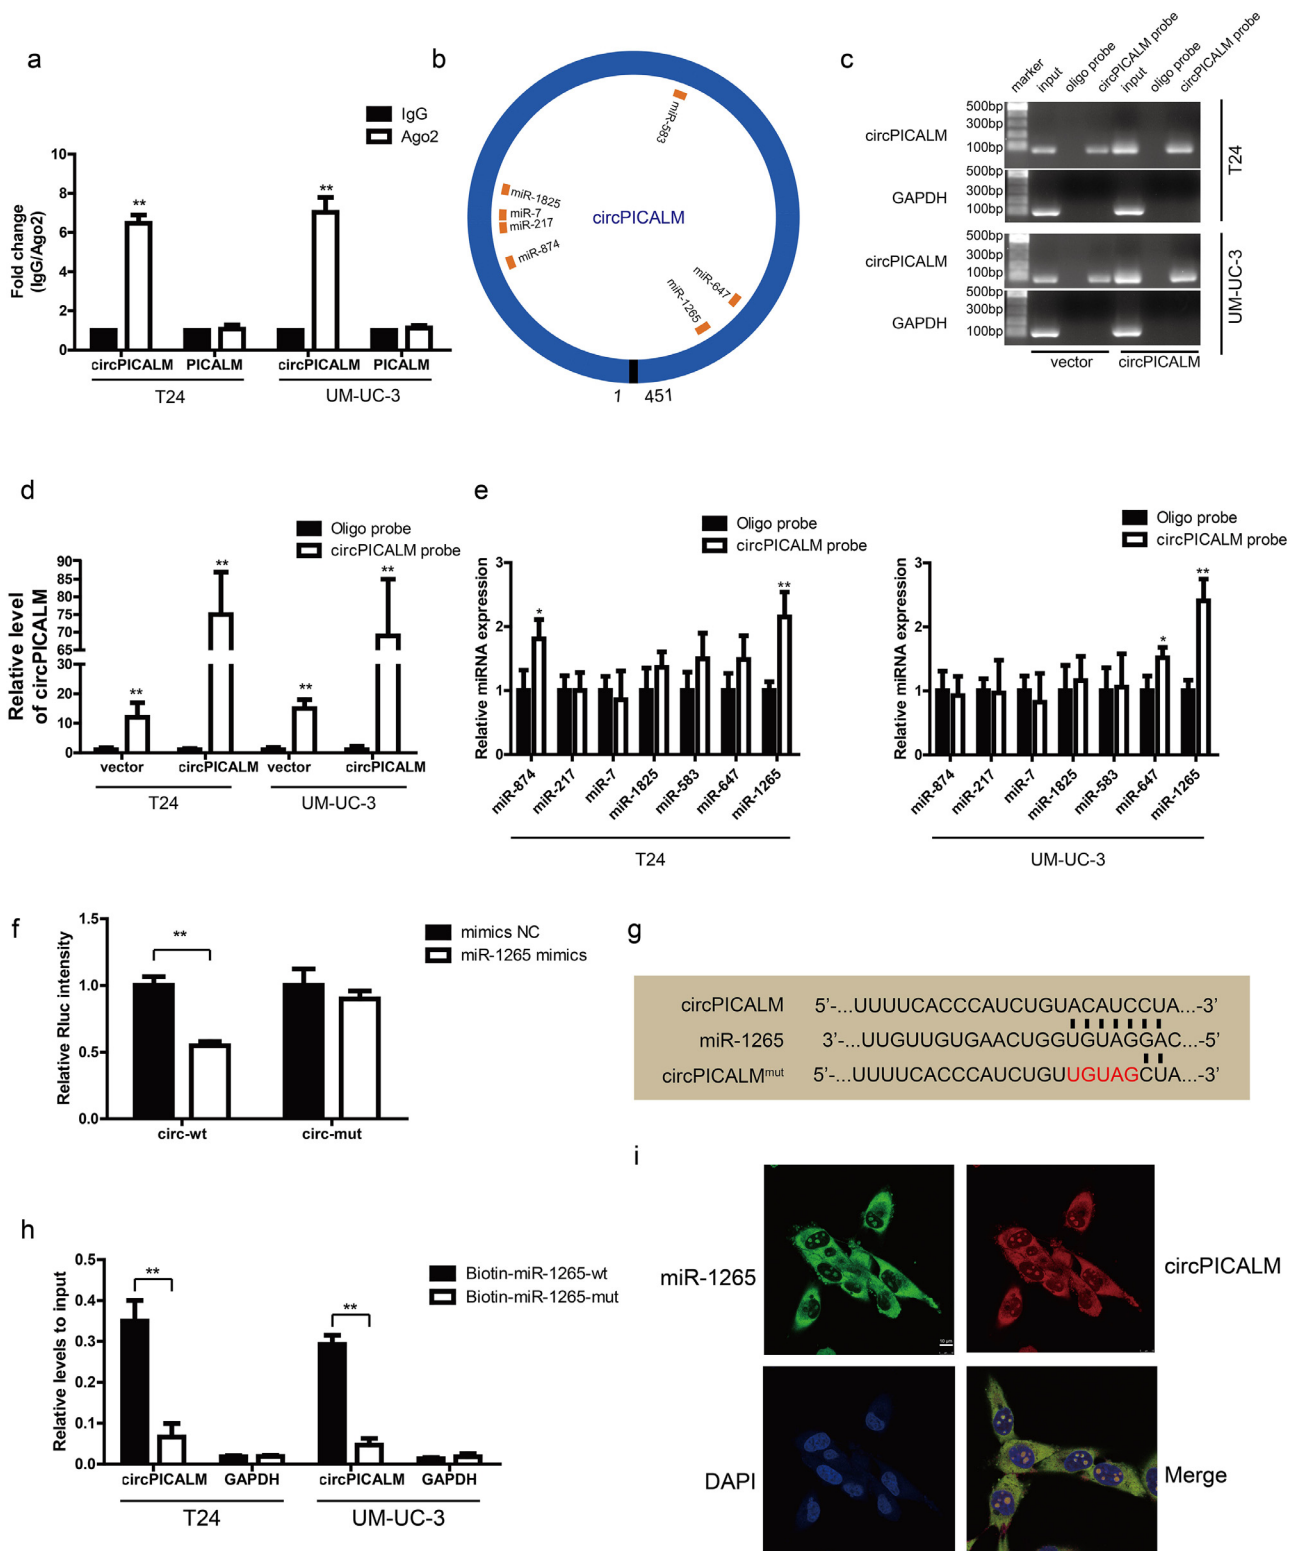 a
IgG
Ago2
Fold change
(IgG/Ago2)
10
8
6
4
2
0
**
**
circPICALM PICALM circPICALM PICALM
T24 UM-UC-3
b
miR-583
miR-1825
miR-7
miR-217
miR-874
circPICALM
miR-647
miR-1265
1 451
c
marker input oligo probe circPICALM probe input oligo probe circPICALM probe
500bp
300bp
100bp
circPICALM
500bp
300bp
100bp
GAPDH
T24
500bp
300bp
100bp
circPICALM
500bp
300bp
100bp
GAPDH
UM-UC-3
vector circPICALM
d
Oligo probe
circPICALM probe
Relative level
of circPICALM
90
85
80
75
70
65
30
20
10
0
** ** ** **
vector circPICALM vector circPICALM
T24 UM-UC-3
e
Oligo probe
circPICALM probe
Relative miRNA expression
3
2
1
0
* **
miR-874 miR-217 miR-7 miR-1825 miR-583 miR-647 miR-1265
T24
Oligo probe
circPICALM probe
Relative miRNA expression
3
2
1
0
* **
miR-874 miR-217 miR-7 miR-1825 miR-583 miR-647 miR-1265
UM-UC-3
f
mimics NC
miR-1265 mimics
Relative Rluc intensity
1.5
1.0
0.5
0.0
**
circ-wt circ-mut
g
circPICALM 5'-...UUUUCACCCAUCUGUACAUCCUA...-3'
miR-1265 3'-...UUGUUGUGAACUGGUGUAGGAC...-5'
circPICALMmut 5'-...UUUUCACCCAUCUGUUGUAGCUA...-3'
h
Biotin-miR-1265-wt
Biotin-miR-1265-mut
Relative levels to input
0.5
0.4
0.3
0.2
0.1
0.0
** **
circPICALM GAPDH circPICALM GAPDH
T24 UM-UC-3
i
miR-1265
10 μm
circPICALM
DAPI
Merge